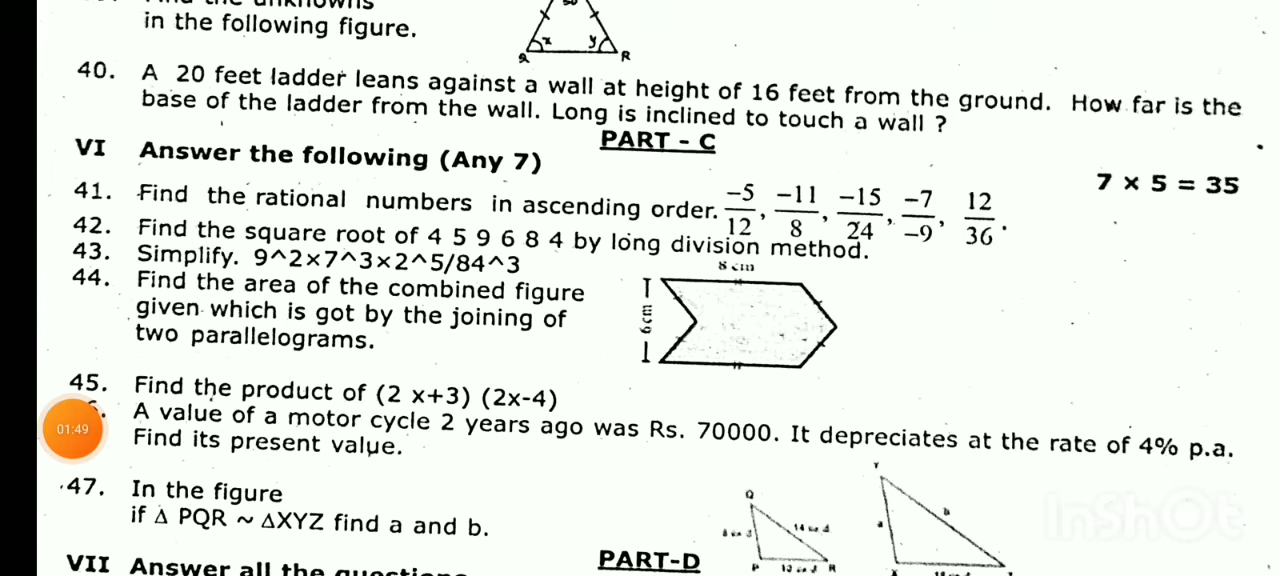 in the following figure.
x y
R
40. A 20 feet ladder leans against a wall at height of 16 feet from the ground. How far is the
base of the ladder from the wall. Long is inclined to touch a wall ?
PART - C
VI Answer the following (Any 7)
7 x 5 = 35
41. Find the rational numbers in ascending order. -5/12, -11/8, -15/24, -7/-9, 12/36.
42. Find the square root of 4 5 9 6 8 4 by long division method.
43. Simplify. 9^2x7^3x2^5/84^3
8 cm
44. Find the area of the combined figure
given which is got by the joining of
two parallelograms.
45. Find the product of (2 x+3) (2x-4)
A value of a motor cycle 2 years ago was Rs. 70000. It depreciates at the rate of 4% p.a.
01:49
Find its present value.
47. In the figure
if Δ PQR ~ ΔXYZ find a and b.
Q
Y
a
b
P
R
InShOt
PART-D
VII Answer all the questions